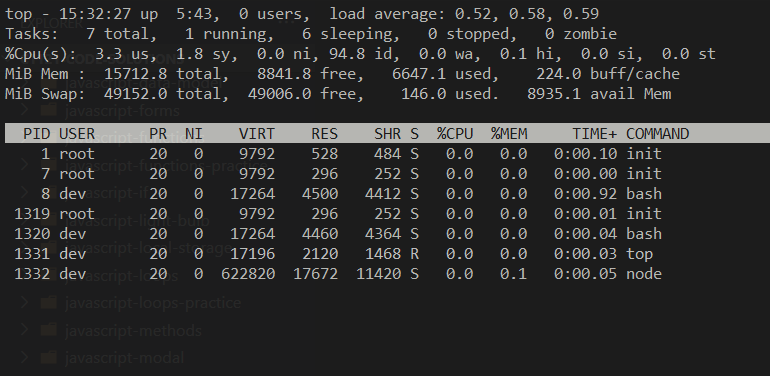 top - 15:32:27 up  5:43,  0 users,  load average: 0.52, 0.58, 0.59
Tasks:   7 total,   1 running,   6 sleeping,   0 stopped,   0 zombie
%Cpu(s):  3.3 us,  1.8 sy,  0.0 ni, 94.8 id,  0.0 wa,  0.1 hi,  0.0 si,  0.0 st
MiB Mem :  15712.8 total,   8841.8 free,   6647.1 used,    224.0 buff/cache
MiB Swap:  49152.0 total,  49006.0 free,    146.0 used.   8935.1 avail Mem
javascript-forms
PID USER      PR  NI    VIRT    RES    SHR S  %CPU  %MEM     TIME+ COMMAND
1 root      20   0    9792    528    484 S   0.0   0.0   0:00.10 init
7 root      20   0    9792    296    252 S   0.0   0.0   0:00.00 init
8 dev       20   0   17264   4500   4412 S   0.0   0.0   0:00.92 bash
1319 root      20   0    9792    296    252 S   0.0   0.0   0:00.01 init
1320 dev       20   0   17264   4460   4364 S   0.0   0.0   0:00.04 bash
1331 dev       20   0   17196   2120   1468 R   0.0   0.0   0:00.03 top
1332 dev       20   0  622820  17672  11420 S   0.0   0.1   0:00.05 node
javascript-loops
javascript-loops-practice
javascript-methods
javascript-modal